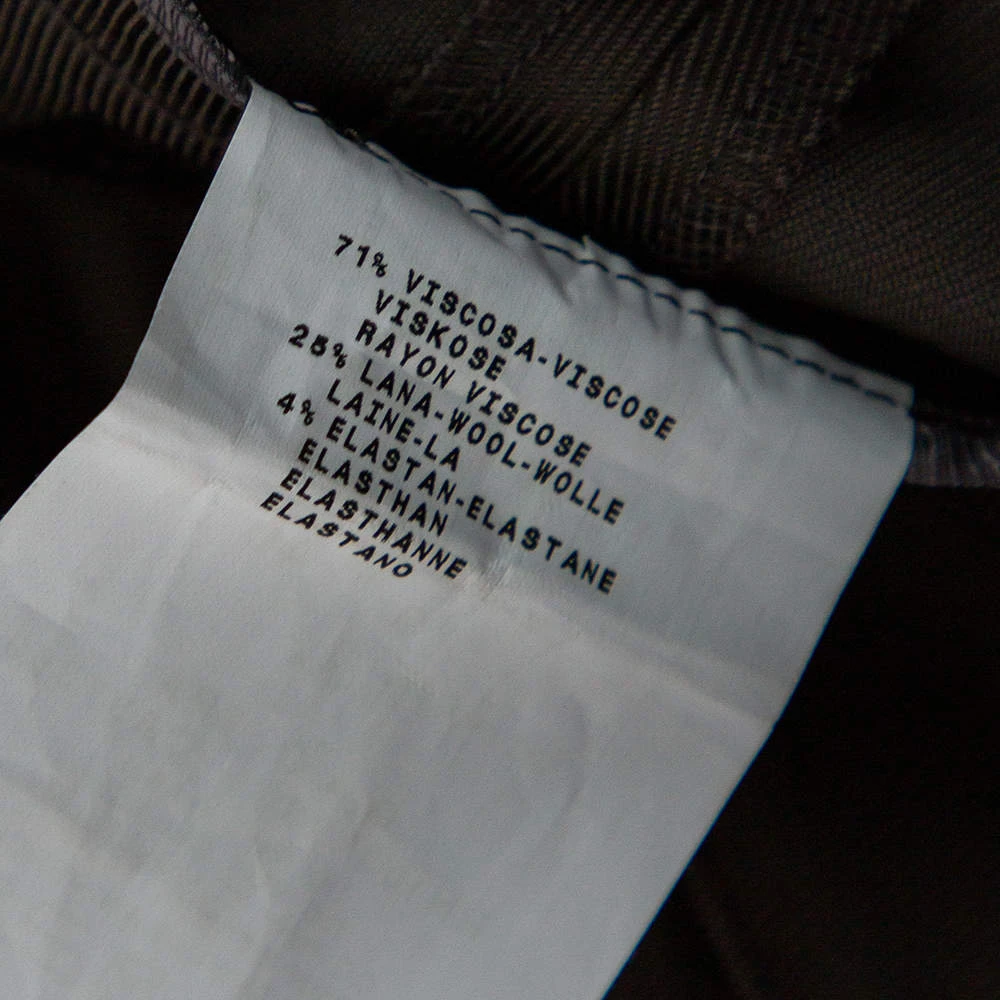 71% VISCOSA-VISCOSE
VISKOSE
RAYON VISCOSE
25% LANA-WOOL-WOLLE
LAINE-LA
4% ELASTAN-ELASTANE
ELASTHAN
ELASTHANNE
ELASTANO